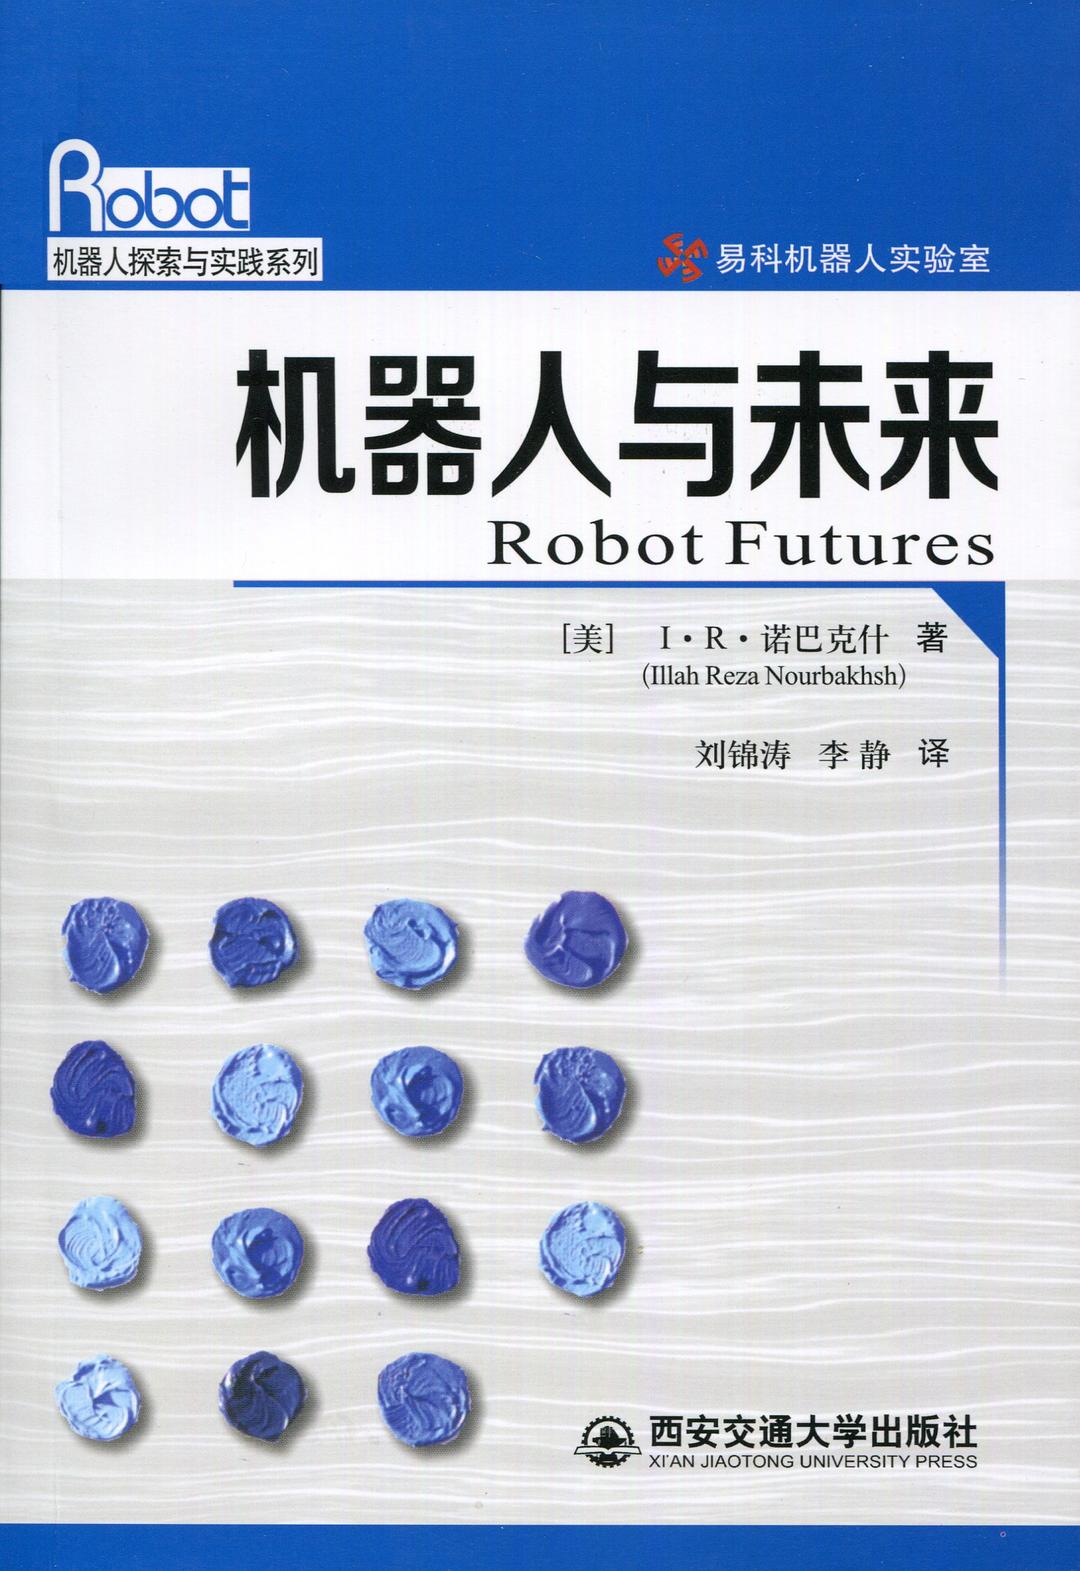 Robot
机器人探索与实践系列
易科机器人实验室
机器人与未来
Robot Futures
[美] I·R·诺巴克什 著
(Illah Reza Nourbakhsh)
刘锦涛 李静 译
西安交通大学出版社
XI'AN JIAOTONG UNIVERSITY PRESS